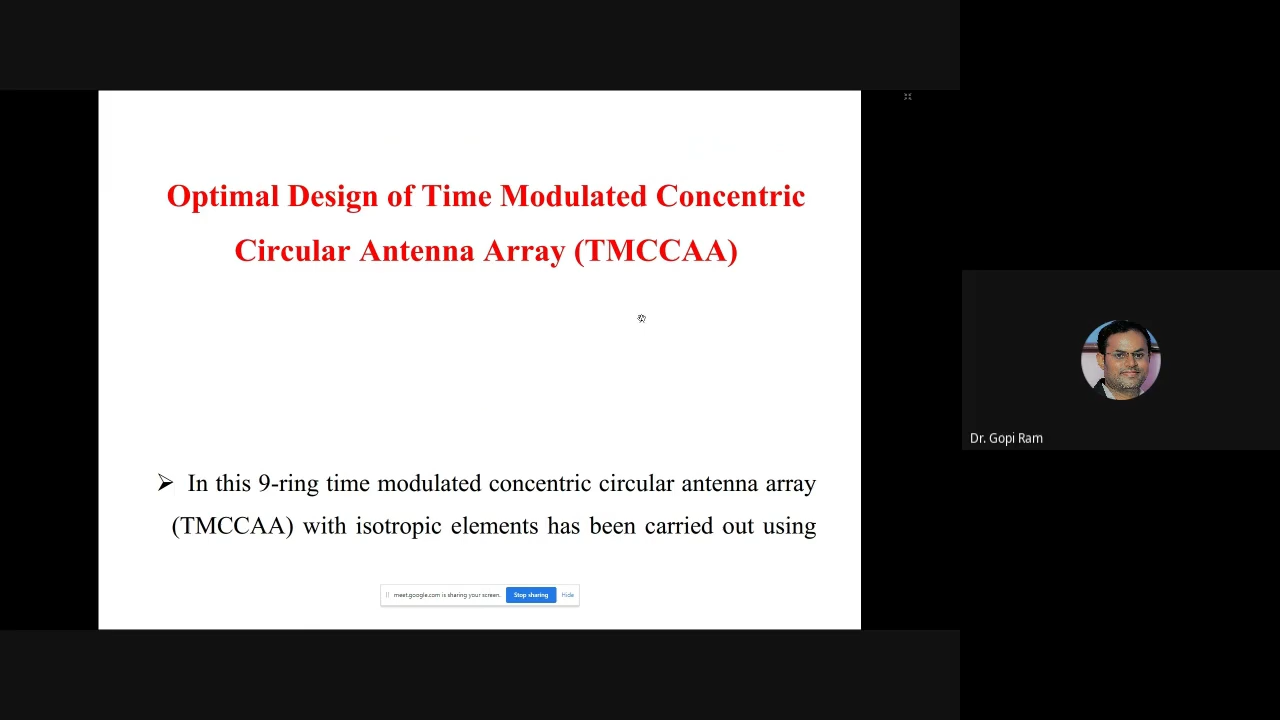 Optimal Design of Time Modulated Concentric
Circular Antenna Array (TMCCAA)
➢ In this 9-ring time modulated concentric circular antenna array
(TMCCAA) with isotropic elements has been carried out using
meet.google.com is sharing your screen. Stop sharing Hide
Dr. Gopi Ram